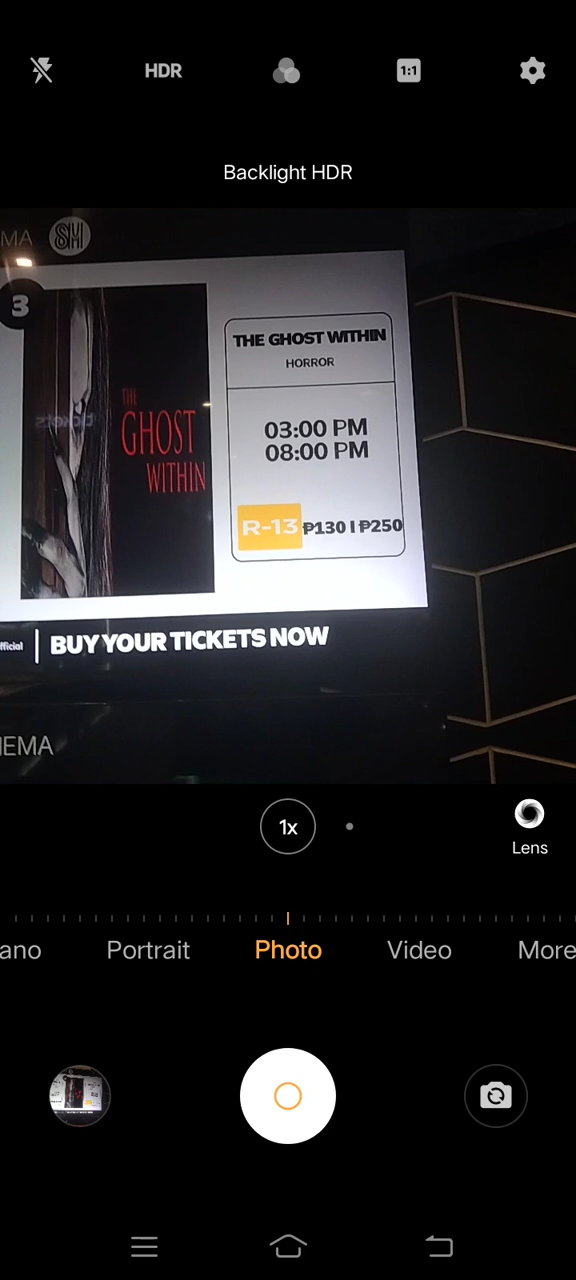 HDR
1:1
Backlight HDR
MA SM
3
THE
GHOST
WITHIN
THE GHOST WITHIN
HORROR
03:00 PM
08:00 PM
R-13 ₱130 I ₱250
fficial | BUY YOUR TICKETS NOW
EMA
1x
Lens
ano Portrait Photo Video More